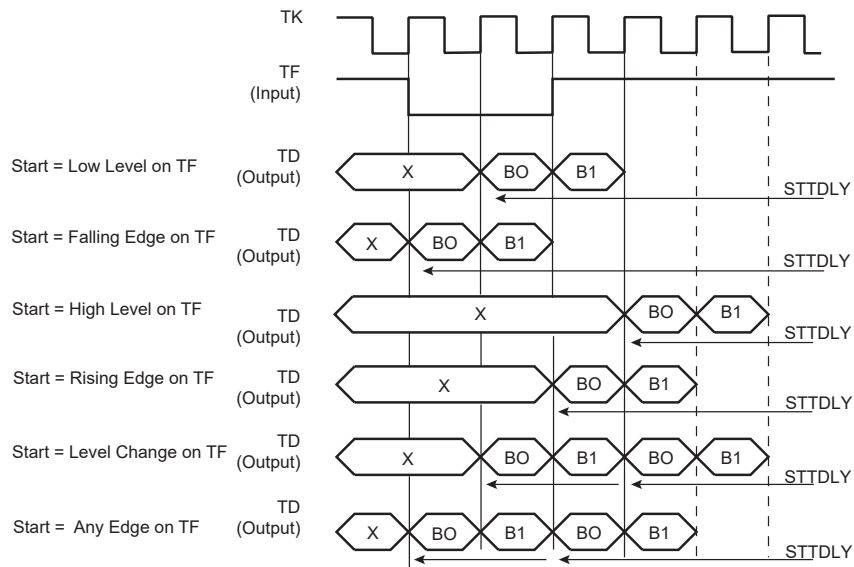 TK
TF
(Input)
Start = Low Level on TF
TD
(Output)
X
BO
B1
STTDLY
Start = Falling Edge on TF
TD
(Output)
X
BO
B1
STTDLY
Start = High Level on TF
TD
(Output)
X
BO
B1
STTDLY
Start = Rising Edge on TF
TD
(Output)
X
BO
B1
STTDLY
Start = Level Change on TF
TD
(Output)
X
BO
B1
BO
B1
STTDLY
Start = Any Edge on TF
TD
(Output)
X
BO
B1
BO
B1
STTDLY